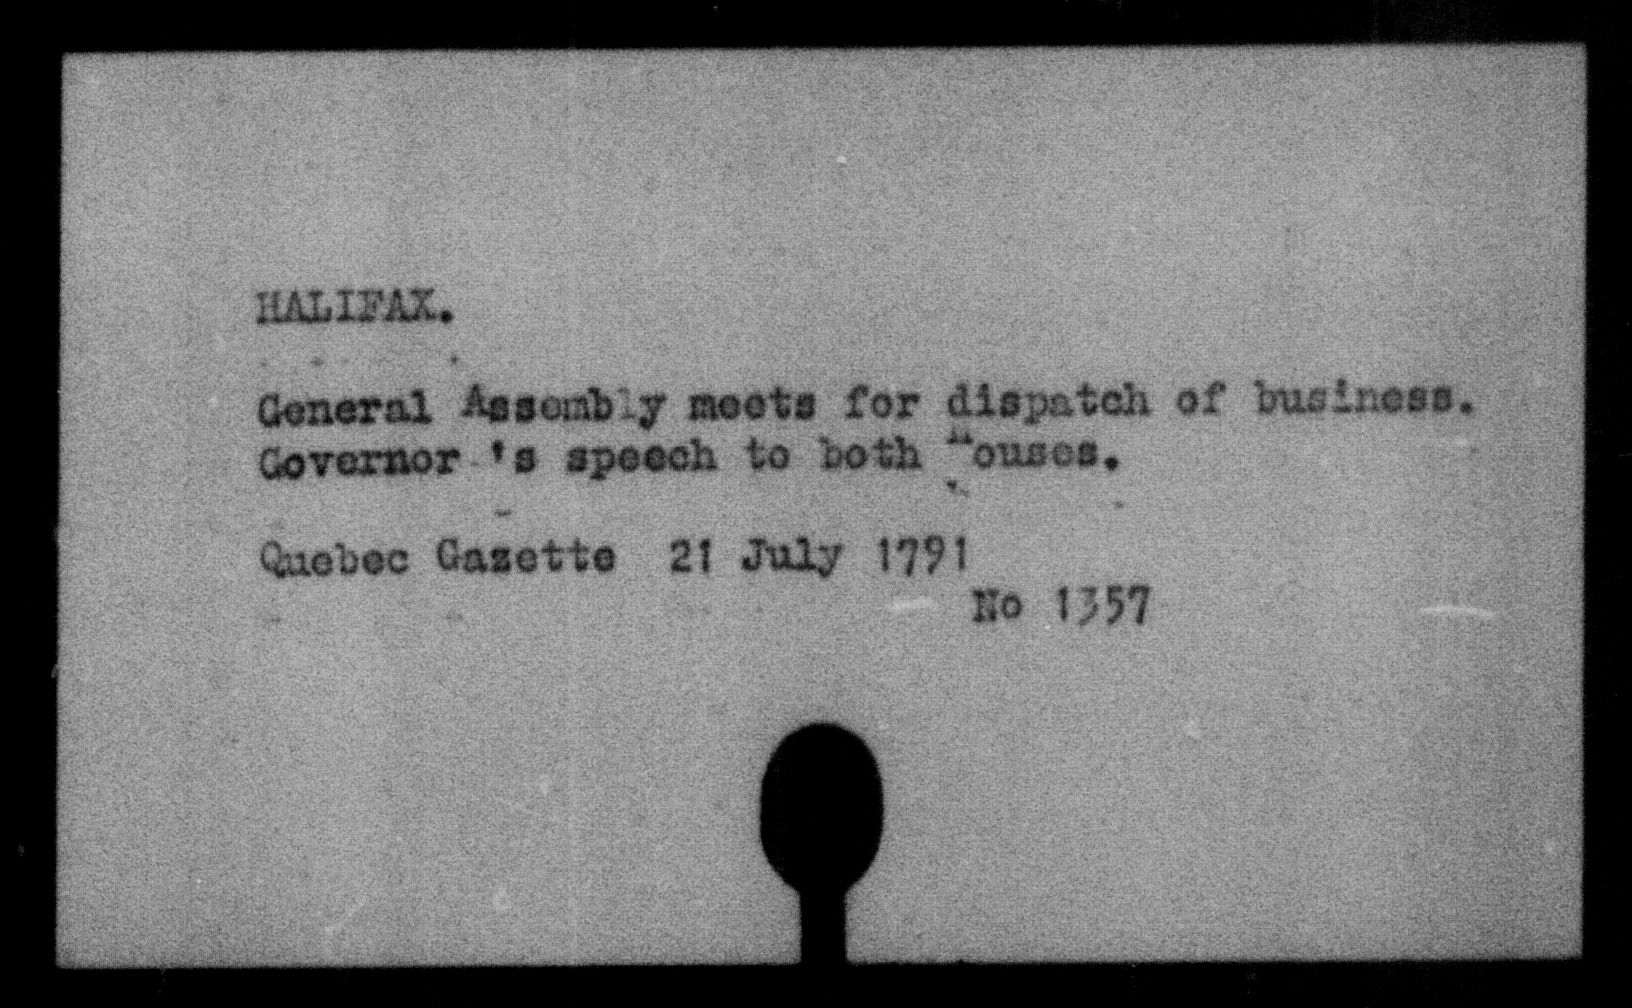 HALIFAX.
General Assembly meets for dispatch of business.
Governor 's speech to both Houses.
Quebec Gazette 21 July 1791
No 1357